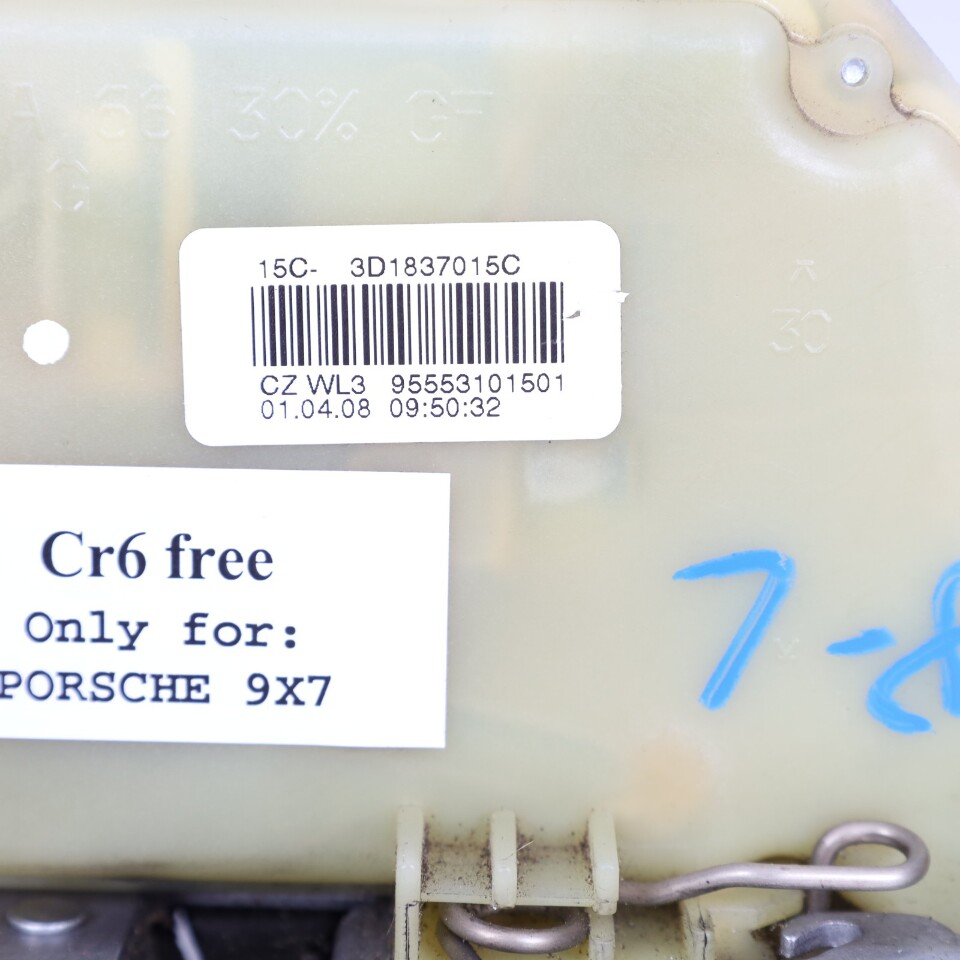 A 66 30% GF
G
15C- 3D1837015C
CZ WL3 95553101501
01.04.08 09:50:32
30
Cr6 free
Only for:
PORSCHE 9X7
7-8